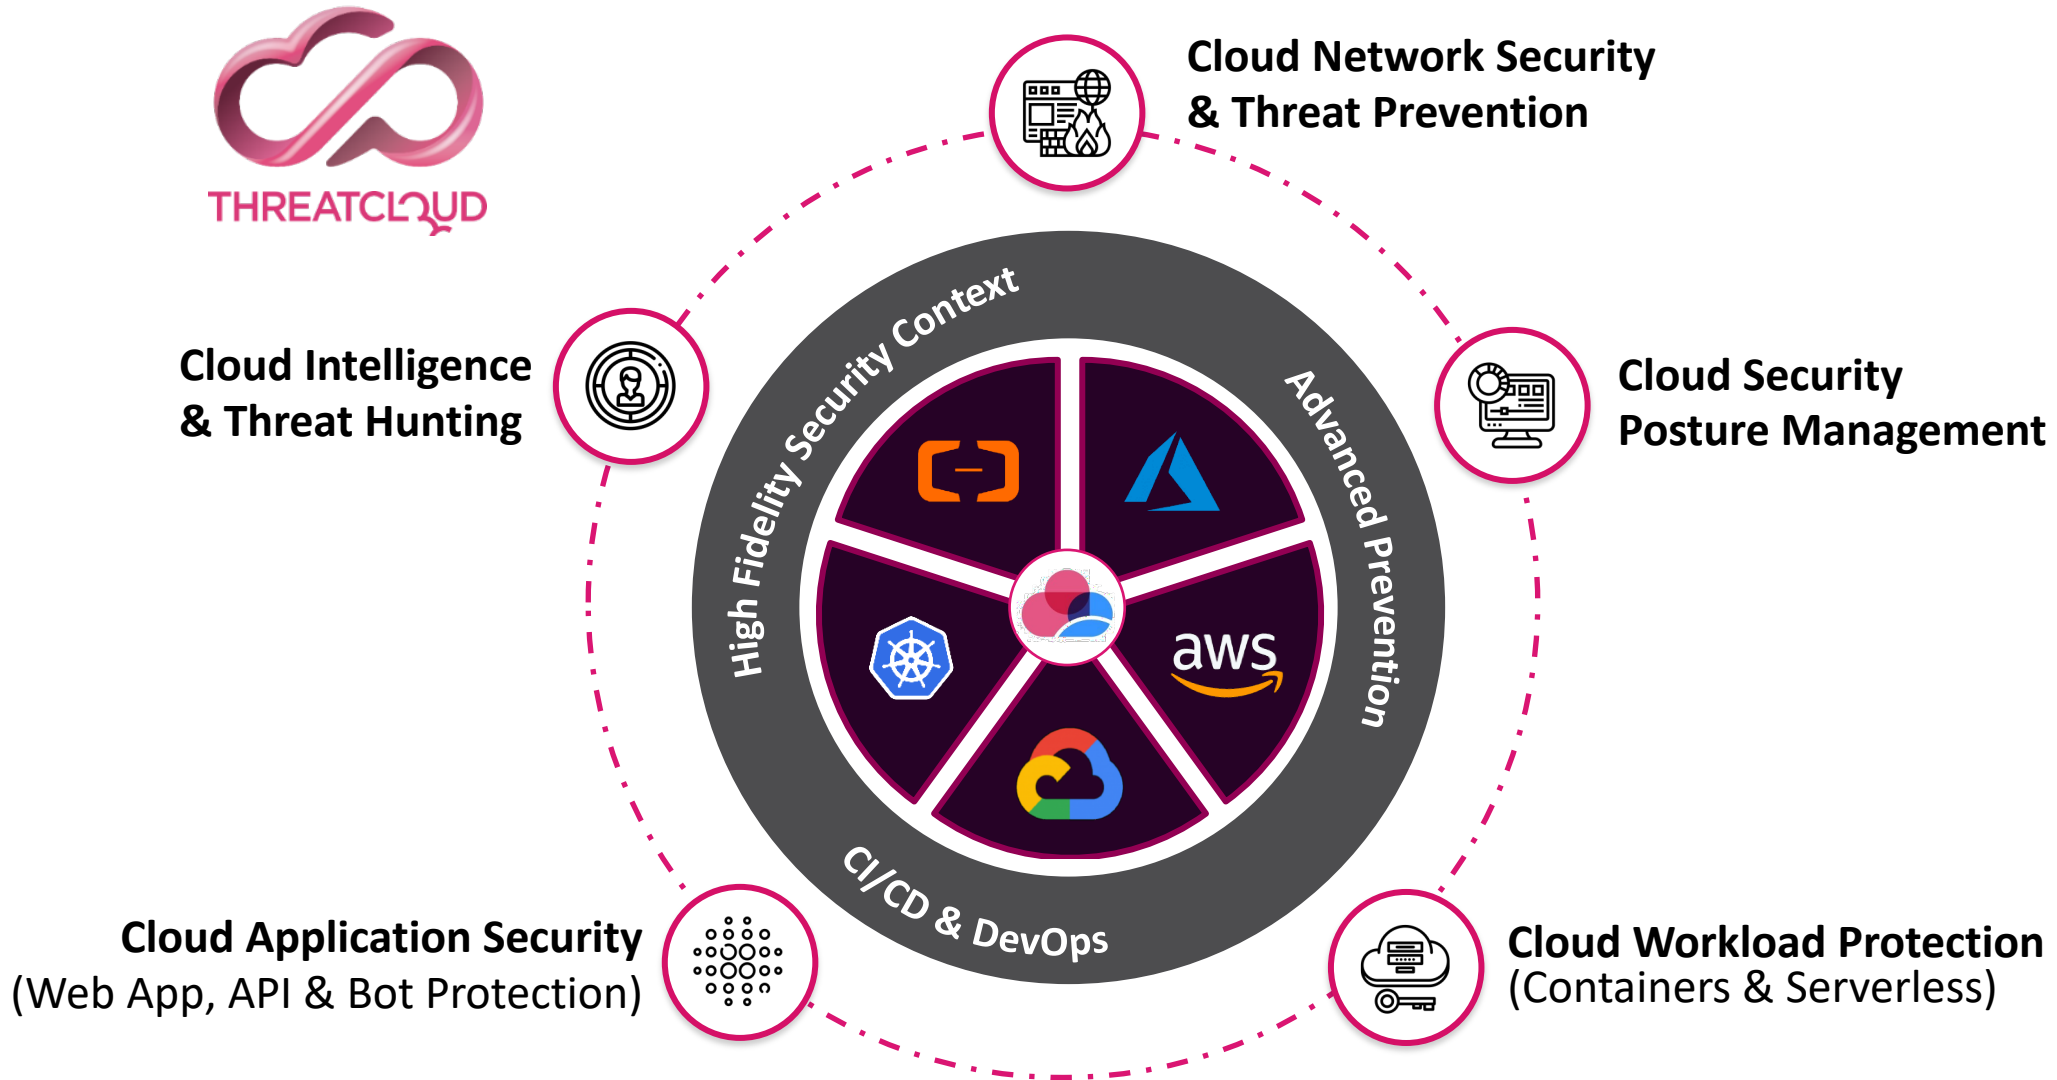 THREATCLOUD
Cloud Network Security
& Threat Prevention
Cloud Intelligence
& Threat Hunting
Cloud Security
Posture Management
High Fidelity Security Context
Advanced Prevention
CI/CD & DevOps
aws
Cloud Application Security
(Web App, API & Bot Protection)
Cloud Workload Protection
(Containers & Serverless)